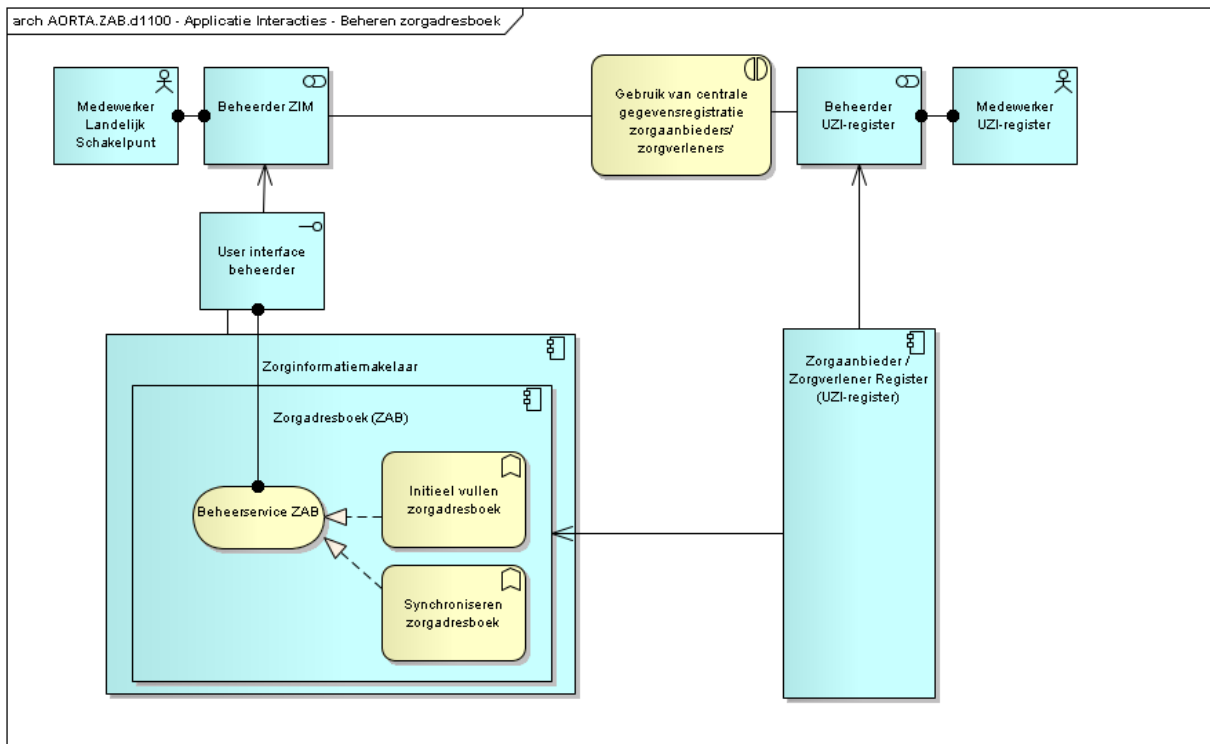 arch AORTA.ZAB.d1100 - Applicatie Interacties - Beheren zorgadresboek
Medewerker
Landelijk
Schakelpunt
Beheerder ZIM
Gebruik van centrale
gegevensregistratie
zorgaanbieders/
zorgverleners
Beheerder
UZI-register
Medewerker
UZI-register
User interface
beheerder
Zorginformatiemakelaar
Zorgadresboek (ZAB)
Beheerservice ZAB
Initieel vullen
zorgadresboek
Synchroniseren
zorgadresboek
Zorgaanbieder /
Zorgverlener Register
(UZI-register)